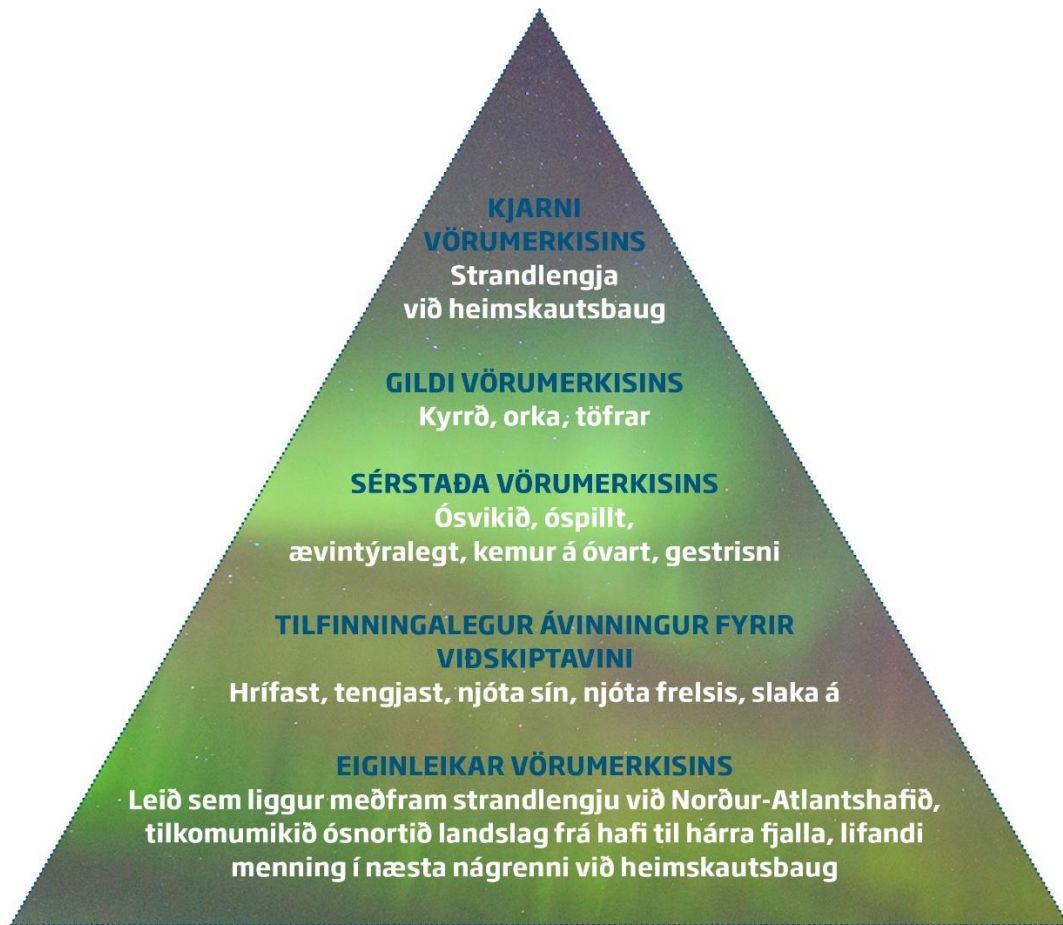 KJARNI
VÖRUMERKISINS
Strandlengja
við heimskautsbaug
GILDI VÖRUMERKISINS
Kyrrð, orka, töfrar
SÉRSTAÐA VÖRUMERKISINS
Ósvikið, óspillt,
ævintýralegt, kemur á óvart, gestrisni
TILFINNINGALEGUR ÁVINNINGUR FYRIR
VIÐSKIPTAVINI
Hrífast, tengjast, njóta sín, njóta frelsis, slaka á
EIGINLEIKAR VÖRUMERKISINS
Leið sem liggur meðfram strandlengju við Norður-Atlantshafið,
tilkomumikið ósnortið landslag frá hafi til hárra fjalla, lifandi
menning í næsta nágrenni við heimskautsbaug